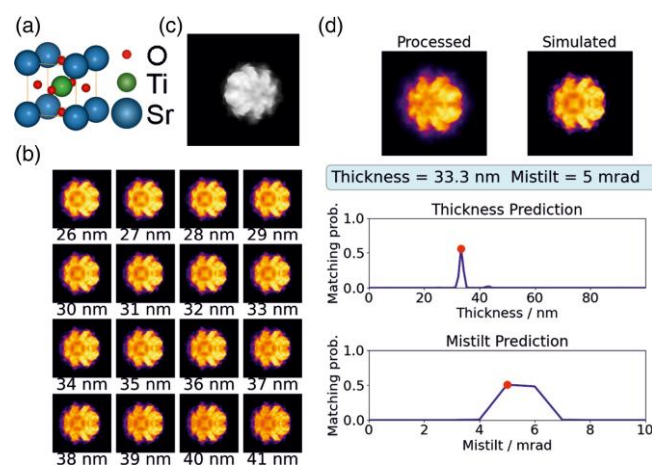 (a)
O
Ti
Sr
(b)
26 nm 27 nm 28 nm 29 nm
30 nm 31 nm 32 nm 33 nm
34 nm 35 nm 36 nm 37 nm
38 nm 39 nm 40 nm 41 nm
(c)
(d)
Processed Simulated
Thickness = 33.3 nm Mistilt = 5 mrad
Thickness Prediction
Matching prob.
1.0
0.5
0.0
0 20 40 60 80
Thickness / nm
Mistilt Prediction
Matching prob.
1.0
0.5
0.0
0 2 4 6 8 10
Mistilt / mrad